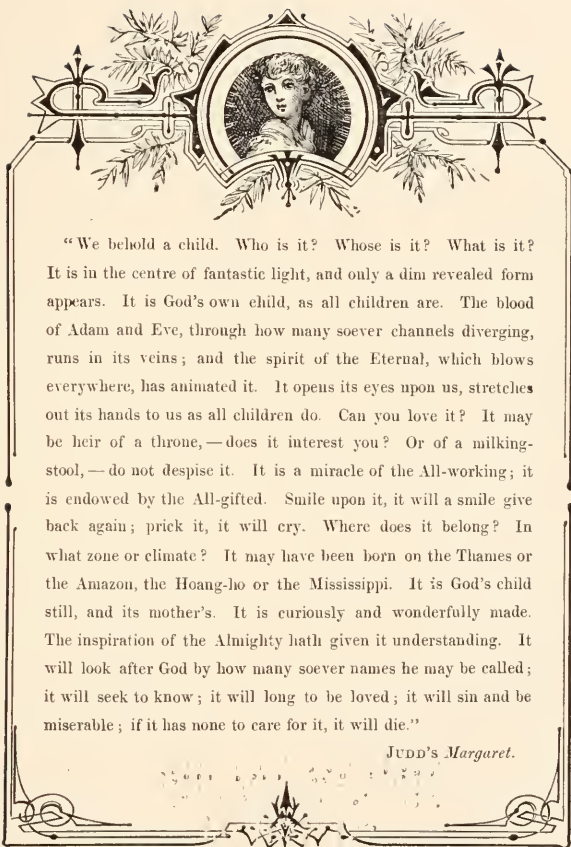 “We behold a child. Who is it? Whose is it? What is it?
It is in the centre of fantastic light, and only a dim revealed form
appears. It is God's own child, as all children are. The blood
of Adam and Eve, through how many soever channels diverging,
runs in its veins; and the spirit of the Eternal, which blows
everywhere, has animated it. It opens its eyes upon us, stretches
out its hands to us as all children do. Can you love it? It may
be heir of a throne,—does it interest you? Or of a milking-
stool,—do not despise it. It is a miracle of the All-working; it
is endowed by the All-gifted. Smile upon it, it will a smile give
back again; prick it, it will cry. Where does it belong? In
what zone or climate? It may have been born on the Thames or
the Amazon, the Hoang-ho or the Mississippi. It is God's child
still, and its mother's. It is curiously and wonderfully made.
The inspiration of the Almighty hath given it understanding. It
will look after God by how many soever names he may be called;
it will seek to know; it will long to be loved; it will sin and be
miserable; if it has none to care for it, it will die.”
JUDD'S Margaret.